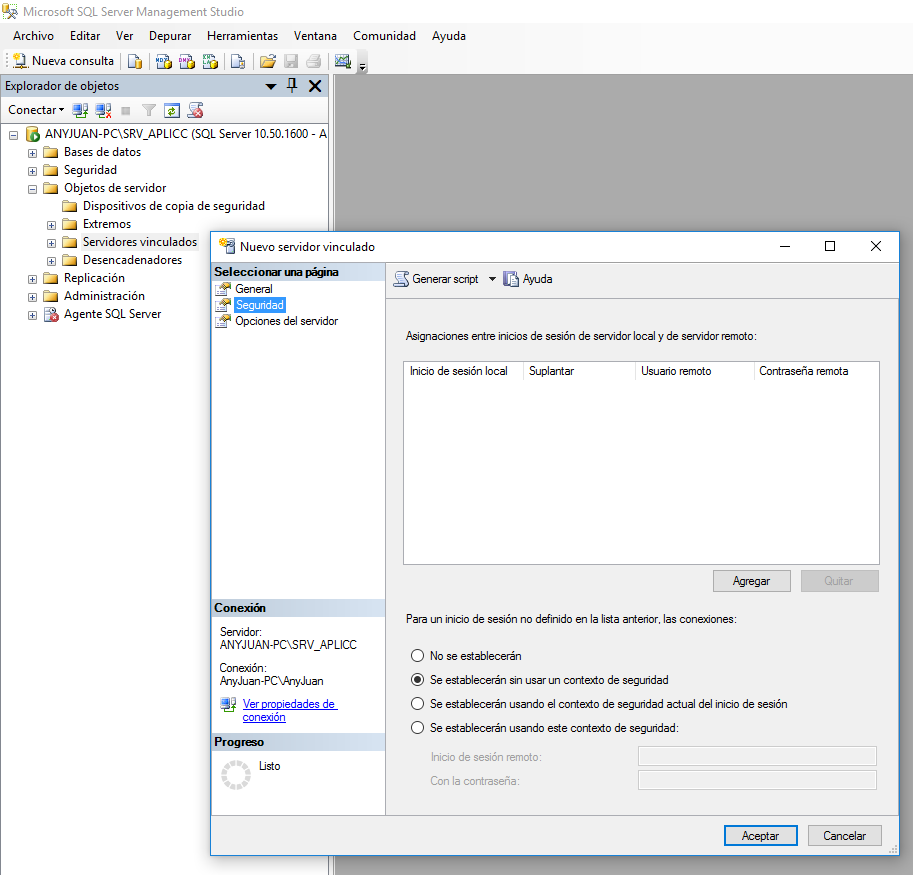 Microsoft SQL Server Management Studio
Archivo Editar Ver Depurar Herramientas Ventana Comunidad Ayuda
Nueva consulta
Explorador de objetos
Conectar
ANYJUAN-PC\SRV_APLICC (SQL Server 10.50.1600 - A
Bases de datos
Seguridad
Objetos de servidor
Dispositivos de copia de seguridad
Extremos
Servidores vinculados
Desencadenadores
Replicación
Administración
Agente SQL Server
Nuevo servidor vinculado
Seleccionar una página
General
Seguridad
Opciones del servidor
Conexión
Servidor:
ANYJUAN-PC\SRV_APLICC
Conexión:
AnyJuan-PC\AnyJuan
Ver propiedades de
conexión
Progreso
Listo
Generar script Ayuda
Asignaciones entre inicios de sesión de servidor local y de servidor remoto:
Inicio de sesión local Suplantar Usuario remoto Contraseña remota
Agregar Quitar
Para un inicio de sesión no definido en la lista anterior, las conexiones:
No se establecerán
Se establecerán sin usar un contexto de seguridad
Se establecerán usando el contexto de seguridad actual del inicio de sesión
Se establecerán usando este contexto de seguridad:
Inicio de sesión remoto:
Con la contraseña:
Aceptar Cancelar